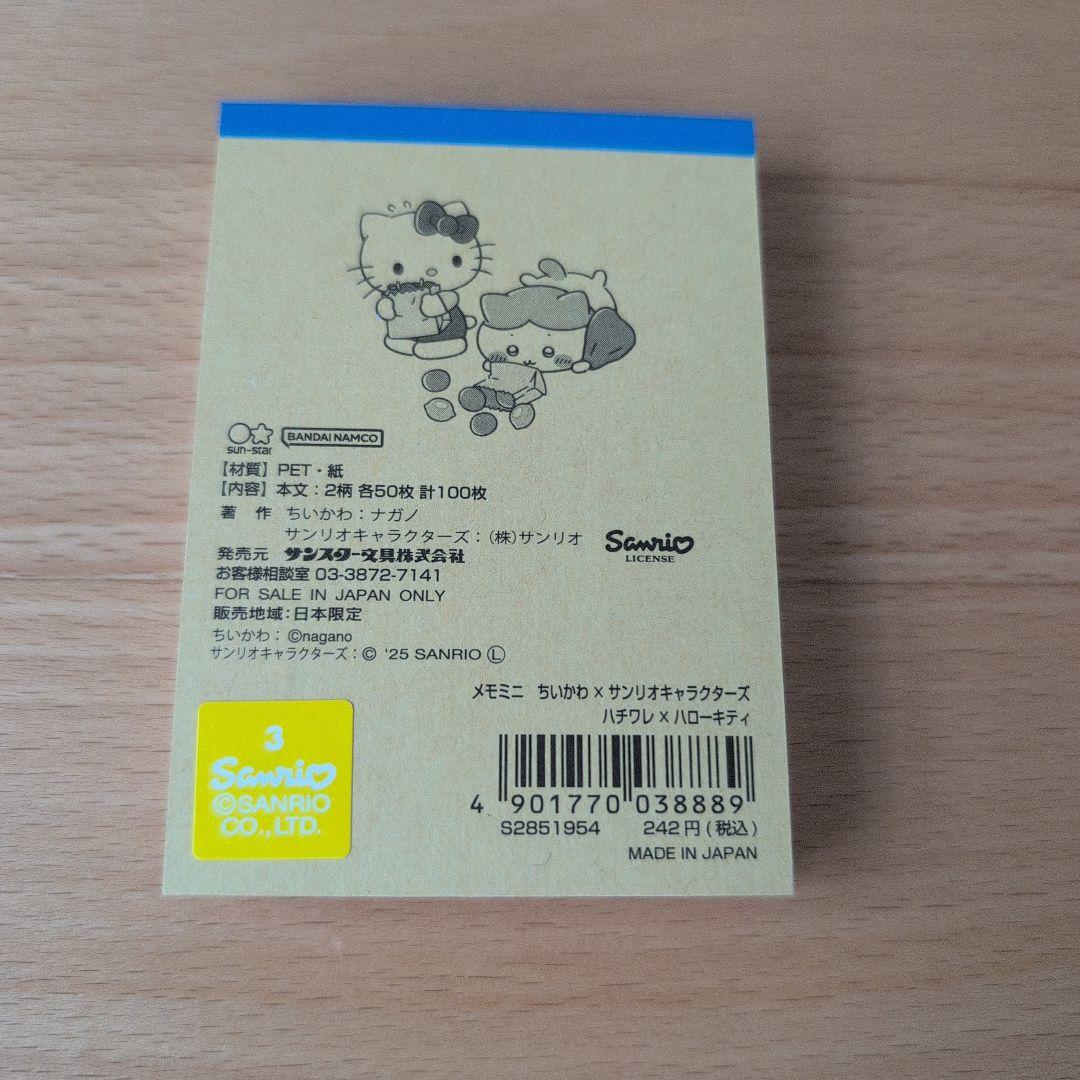 sun-star BANDAI NAMCO
【材質】PET・紙
【内容】本文：2柄 各50枚 計100枚
著　作　ちいかわ：ナガノ
サンリオキャラクターズ：(株)サンリオ
Sanrio
LICENSE
発売元　サンスター文具株式会社
お客様相談室 03-3872-7141
FOR SALE IN JAPAN ONLY
販売地域：日本限定
ちいかわ：©nagano
サンリオキャラクターズ：© '25 SANRIO Ⓛ
メモミニ　ちいかわ×サンリオキャラクターズ
ハチワレ×ハローキティ
3
Sanrio
©SANRIO
CO.,LTD.
4 901770 038889
S2851954　242円(税込)
MADE IN JAPAN